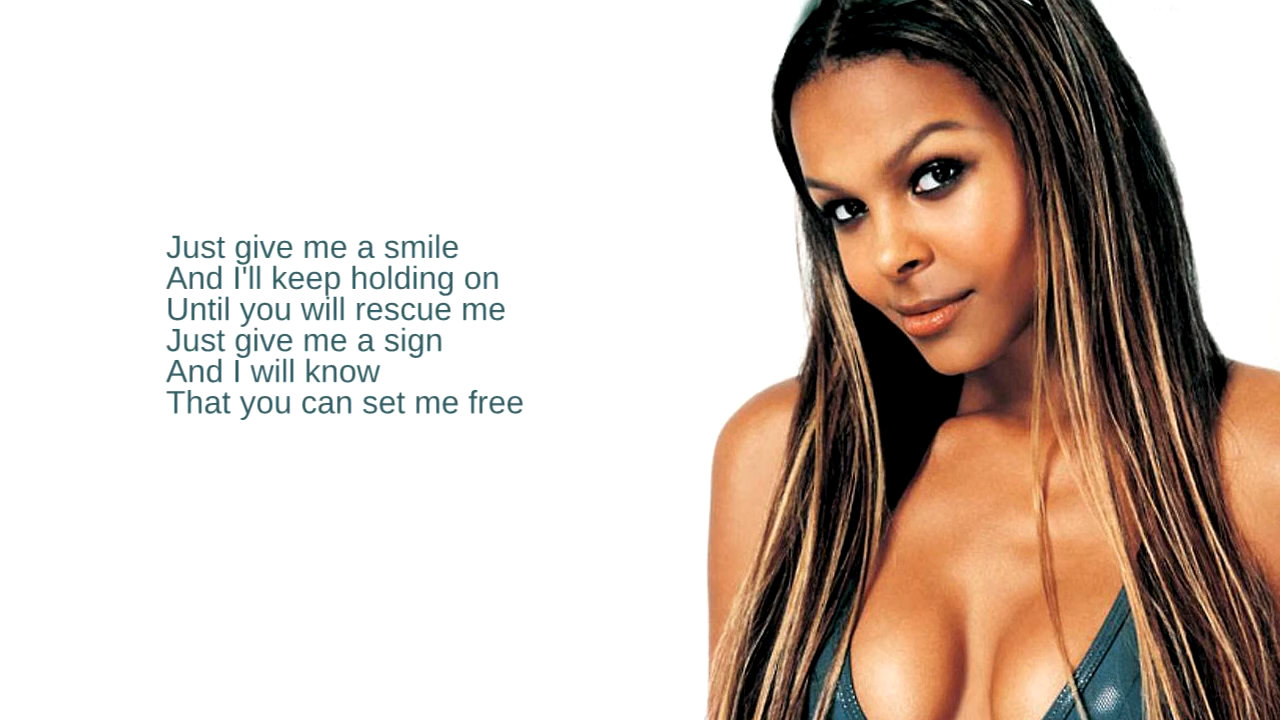 Just give me a smile
And I'll keep holding on
Until you will rescue me
Just give me a sign
And I will know
That you can set me free